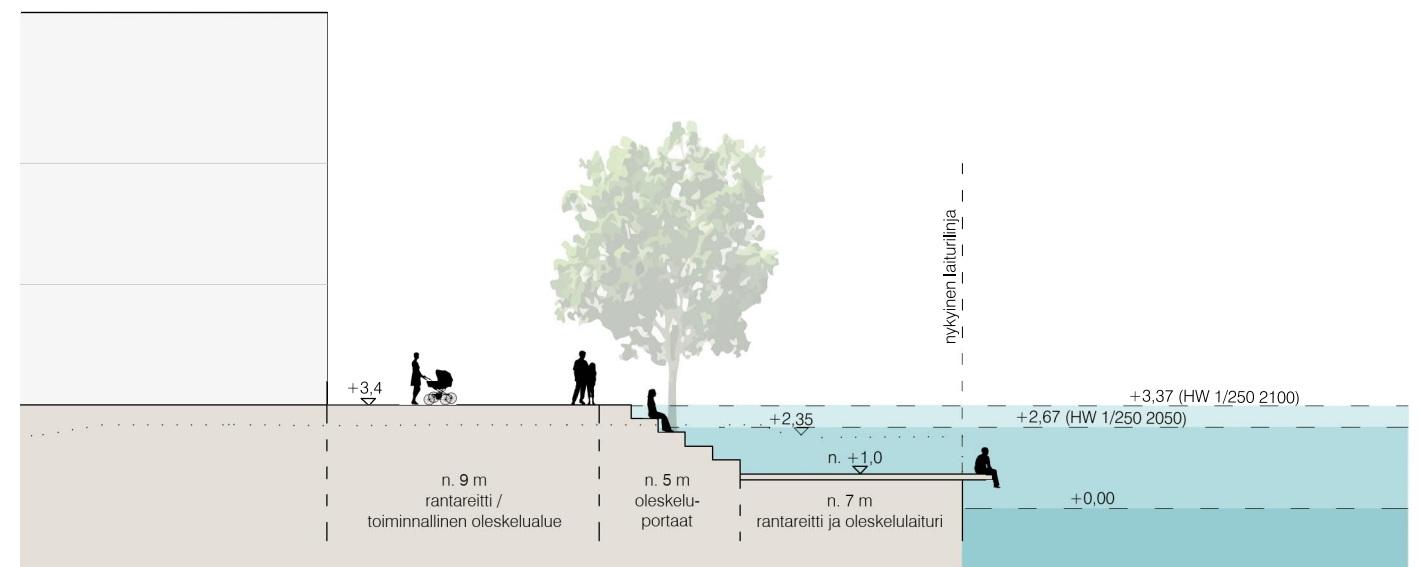 nykyinen laiturilinja
+3,4
+3,37 (HW 1/250 2100)
+2,35
+2,67 (HW 1/250 2050)
n. +1,0
n. 9 m
rantareitti /
toiminnallinen oleskelualue
n. 5 m
oleskelu-
portaat
n. 7 m
rantareitti ja oleskelulaituri
+0,00